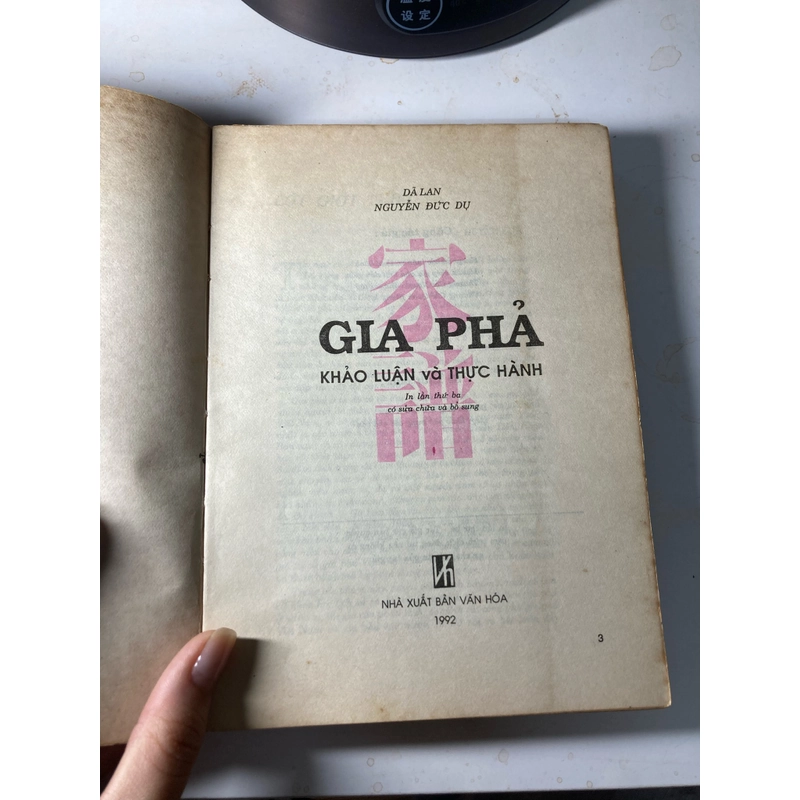 设 定
DÃ LAN
NGUYỄN ĐỨC DỤ
家
GIA PHẢ
KHẢO LUẬN và THỰC HÀNH
In lần thứ ba
có sửa chữa và bổ sung
譜
NHÀ XUẤT BẢN VĂN HÓA
1992
3